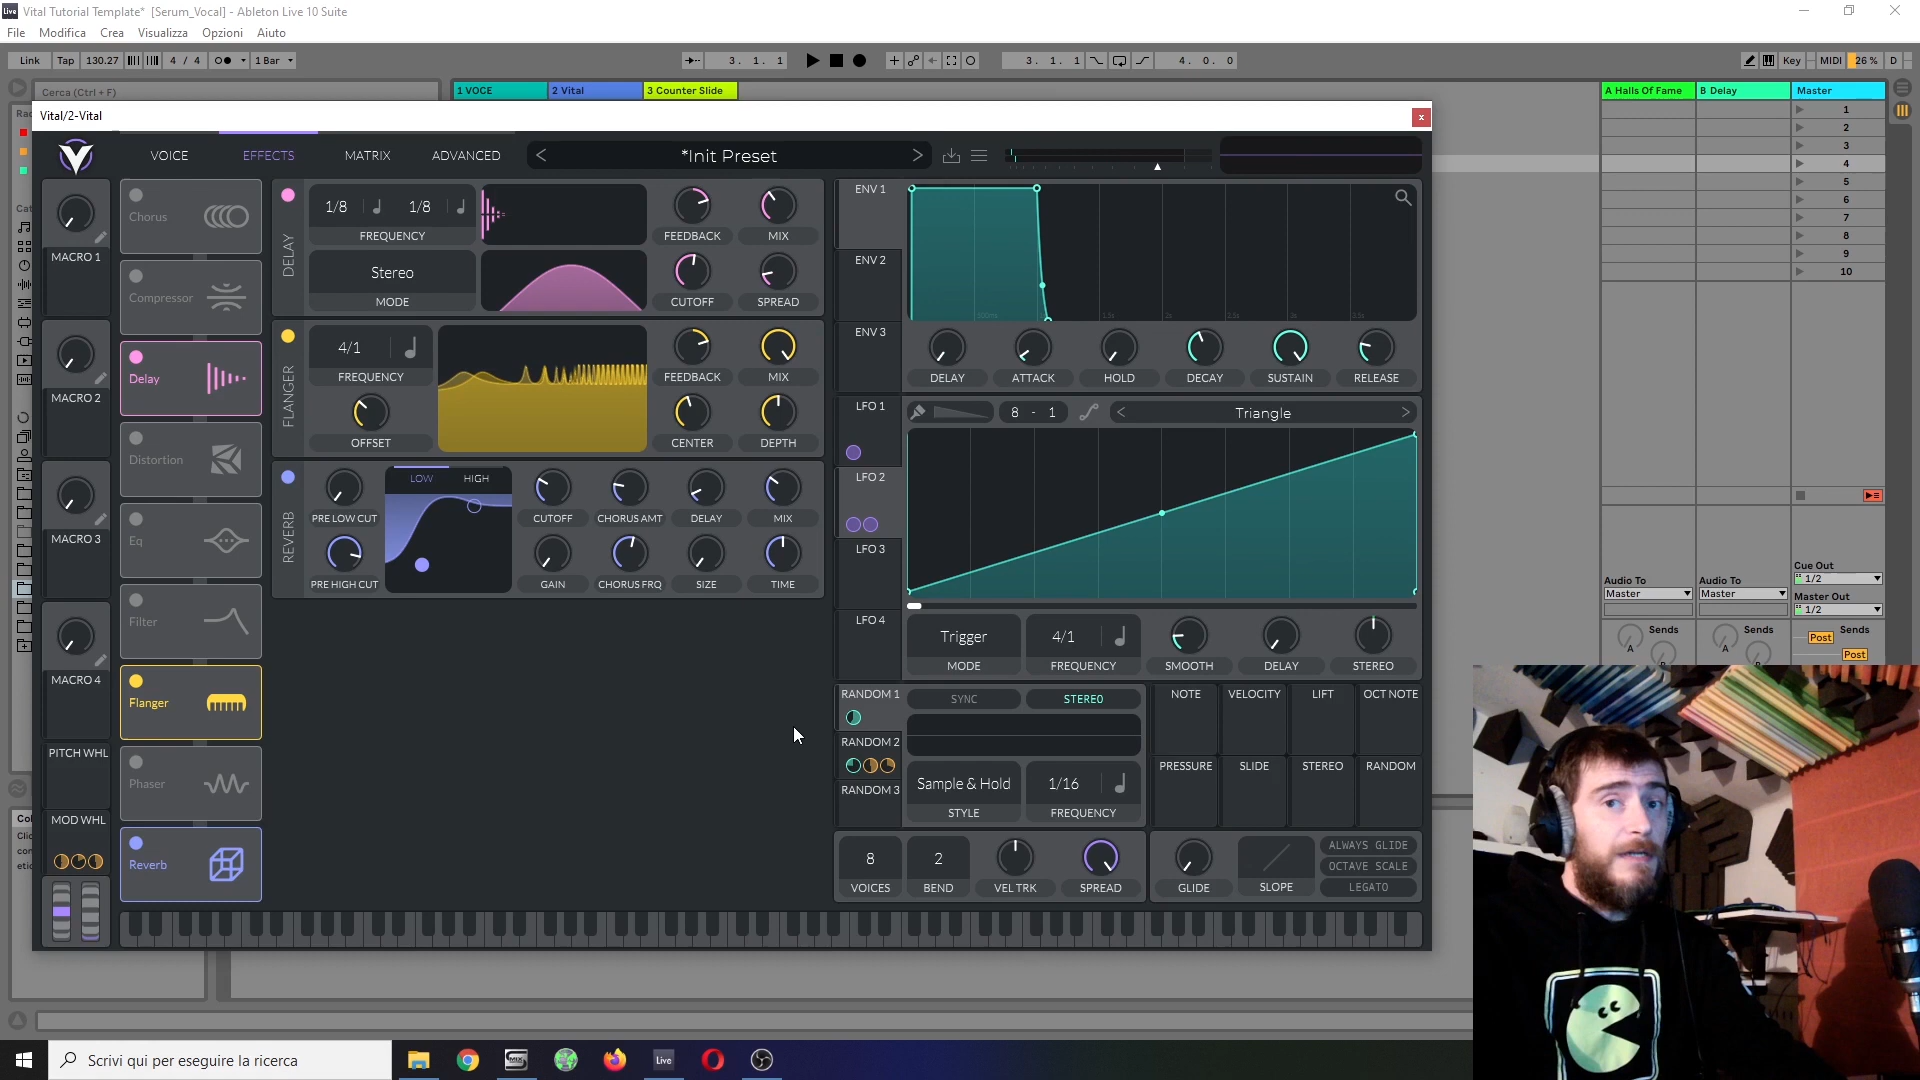 Live Vital Tutorial Template* [Serum_Vocal] - Ableton Live 10 Suite
File Modifica Crea Visualizza Opzioni Aiuto
Link Tap 130.27 4 / 4 1 Bar 3. 1. 1 3. 1. 1 4. 0. 0 Key MIDI 26 % D
Cerca (Ctrl + F) 1 VOCE 2 Vital 3 Counter Slide A Halls Of Fame B Delay Master
Vital/2-Vital x
VOICE EFFECTS MATRIX ADVANCED < *Init Preset >
MACRO 1
MACRO 2
MACRO 3
MACRO 4
PITCH WHL
MOD WHL
Chorus
Compressor
Delay
Distortion
Eq
Filter
Flanger
Phaser
Reverb
DELAY
1/8 1/8
FREQUENCY FEEDBACK MIX
Stereo
MODE CUTOFF SPREAD
FLANGER
4/1
FREQUENCY FEEDBACK MIX
OFFSET CENTER DEPTH
REVERB
LOW HIGH
PRE LOW CUT CUTOFF CHORUS AMT DELAY MIX
PRE HIGH CUT GAIN CHORUS FRQ SIZE TIME
ENV 1
ENV 2
ENV 3
DELAY ATTACK HOLD DECAY SUSTAIN RELEASE
LFO 1
LFO 2
LFO 3
LFO 4
8 - 1 < Triangle >
Trigger 4/1
MODE FREQUENCY SMOOTH DELAY STEREO
RANDOM 1
RANDOM 2
RANDOM 3
SYNC STEREO
Sample & Hold 1/16
STYLE FREQUENCY
NOTE VELOCITY LIFT OCT NOTE
PRESSURE SLIDE STEREO RANDOM
8 2
VOICES BEND VEL TRK SPREAD GLIDE SLOPE
ALWAYS GLIDE
OCTAVE SCALE
LEGATO
1
2
3
4
5
6
7
8
9
10
Audio To Audio To Cue Out
Master Master 1/2
Master Out
1/2
Sends Sends Sends
A A Post
Post
Scrivi qui per eseguire la ricerca
Live